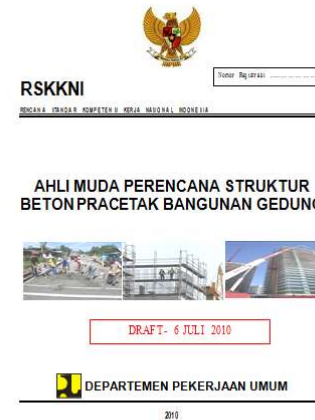 Nomor Registrasi ....................
RSKKNI
RENCANA STANDAR KOMPETENSI KERJA NASIONAL INDONESIA
AHLI MUDA PERENCANA STRUKTUR
BETON PRACETAK BANGUNAN GEDUNG
DRAFT- 6 JULI 2010
DEPARTEMEN PEKERJAAN UMUM
2010